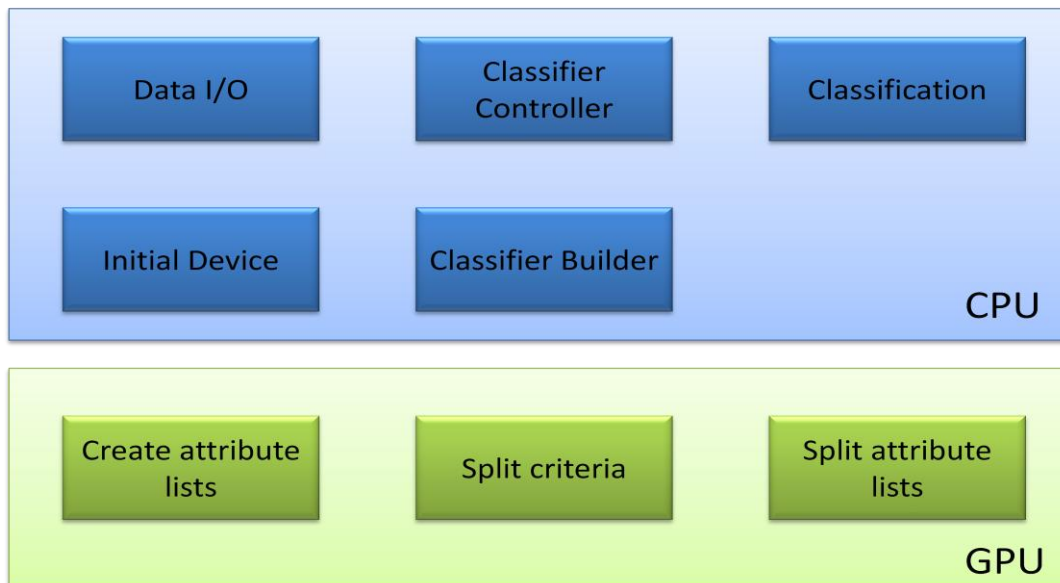 Data I/O
Classifier
Controller
Classification
Initial Device
Classifier Builder
CPU
Create attribute
lists
Split criteria
Split attribute
lists
GPU